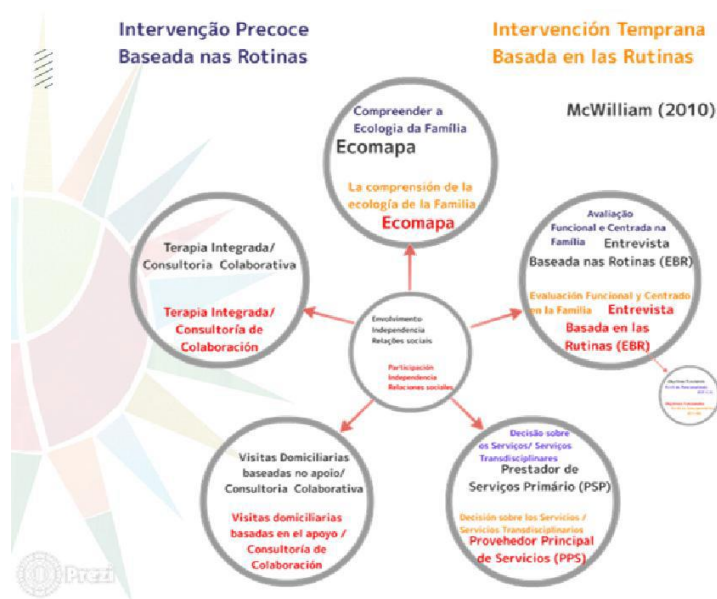 Intervenção Precoce
Baseada nas Rotinas
Intervención Temprana
Basada en las Rutinas
McWilliam (2010)
Compreender a
Ecologia da Família
Ecomapa
La comprensión de la
ecología de la Familia
Ecomapa
Terapia Integrada/
Consultoria Colaborativa
Terapia Integrada/
Consultoría de
Colaboración
Avaliação
Funcional e Centrada na
Família Entrevista
Baseada nas Rotinas (EBR)
Evaluación Funcional y Centrado
en la Familia Entrevista
Basada en las
Rutinas (EBR)
Envolvimento
Independencia
Relações sociais
Participación
Independencia
Relaciones sociales
Visitas Domiciliarias
baseadas no apoio/
Consultoria Colaborativa
Visitas domiciliarias
basadas en el apoyo /
Consultoría de
Colaboración
Decisão sobre
os Serviços/ Serviços
Transdisciplinares
Prestador de
Serviços Primário (PSP)
Decisión sobre los Servicios /
Servicios Transdisciplinarios
Provehedor Principal
de Servicios (PPS)
Prezi